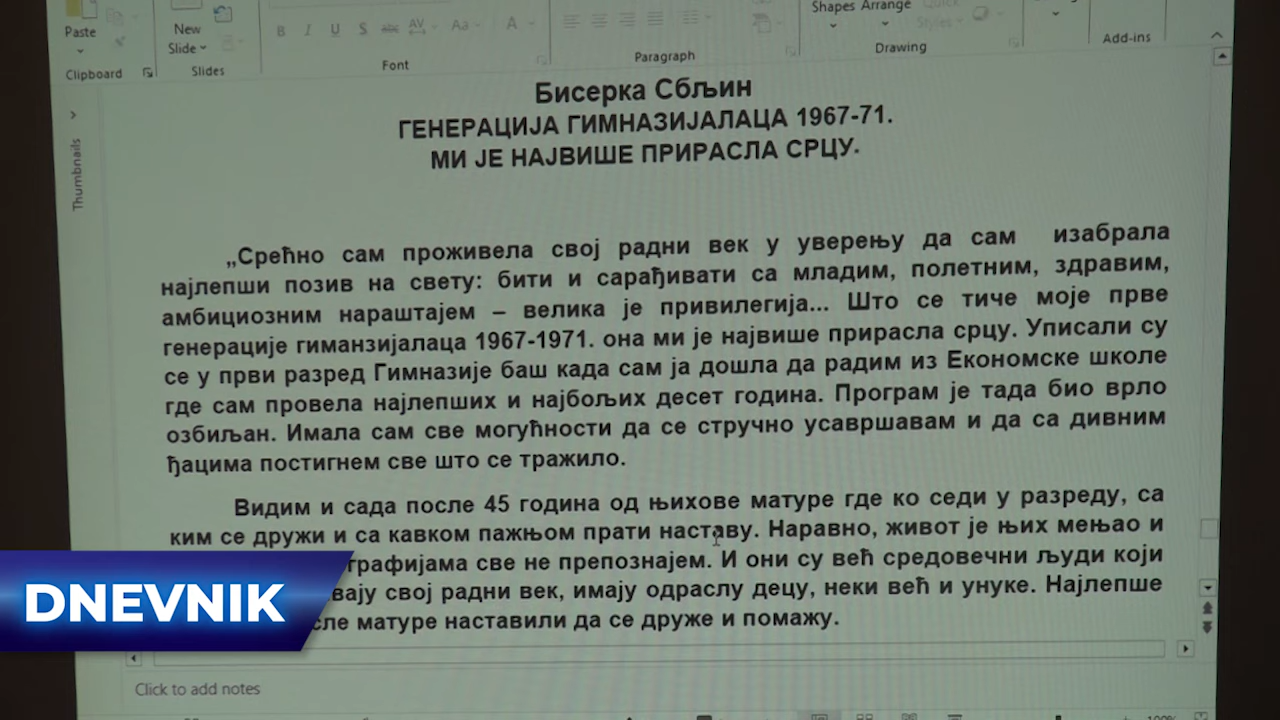 Paste
New
Slide
Clipboard
Slides
B I U S abc AV Aa A
Font
Paragraph
Shapes Arrange
Quick
Styles
Drawing
Add-ins
Thumbnails
Бисерка Сбљин
ГЕНЕРАЦИЈА ГИМНАЗИЈАЛАЦА 1967-71.
МИ ЈЕ НАЈВИШЕ ПРИРАСЛА СРЦУ.
„Срећно сам проживела свој радни век у уверењу да сам изабрала
најлепши позив на свету: бити и сарађивати са младим, полетним, здравим,
амбициозним нараштајем – велика је привилегија... Што се тиче моје прве
генерације гиманзијалаца 1967-1971. она ми је највише прирасла срцу. Уписали су
се у први разред Гимназије баш када сам ја дошла да радим из Економске школе
где сам провела најлепших и најбољих десет година. Програм је тада био врло
озбиљан. Имала сам све могућности да се стручно усавршавам и да са дивним
ђацима постигнем све што се тражило.
Видим и сада после 45 година од њихове матуре где ко седи у разреду, са
ким се дружи и са кавком пажњом прати наставу. Наравно, живот је њих мењао и
графијама све не препознајем. И они су већ средовечни људи који
вају свој радни век, имају одраслу децу, неки већ и унуке. Најлепше
сле матуре наставили да се друже и помажу.
DNEVNIK
Click to add notes